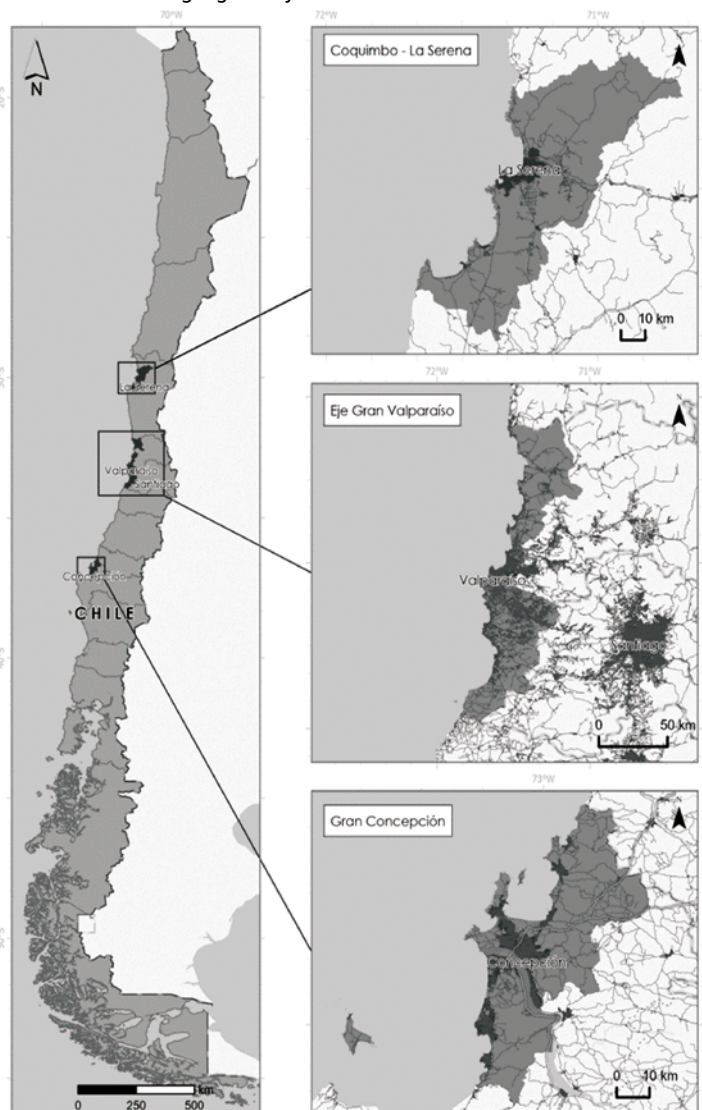 70°W
N
La Serena
Valparaíso
Santiago
Concepción
CHILE
km
0 250 500
72°W 71°W
Coquimbo - La Serena
La Serena
0 10 km
72°W 71°W
Eje Gran Valparaíso
N
Valparaíso
Santiago
0 50 km
73°W
Gran Concepción
Concepción
0 10 km